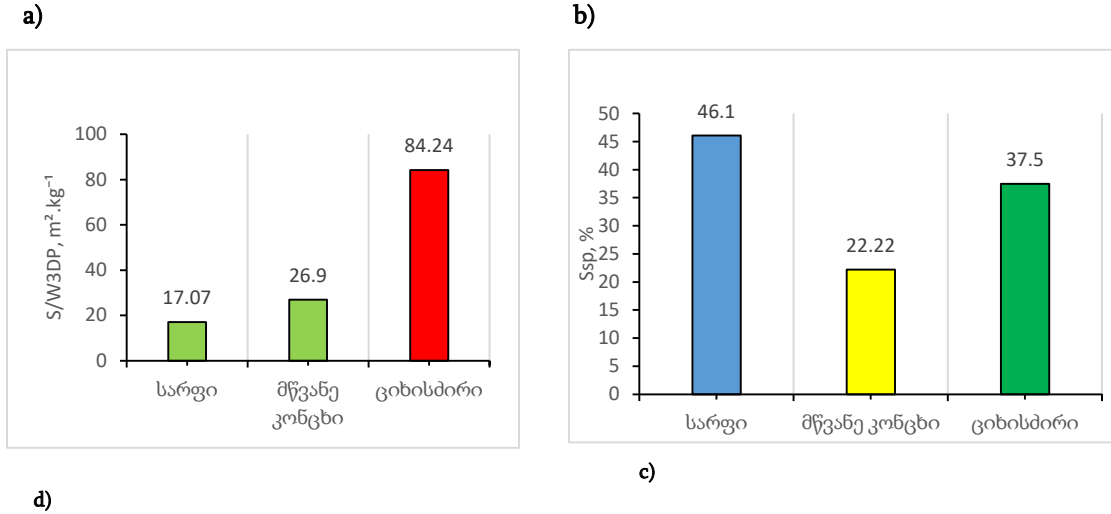 a)
b)
S/W3DP, m².kg⁻¹
100
80
60
40
20
0
17.07
26.9
84.24
სარფი
მწვანე
კონცხი
ციხისძირი
Ssp, %
50
45
40
35
30
25
20
15
10
5
0
46.1
22.22
37.5
სარფი
მწვანე კონცხი
ციხისძირი
c)
d)